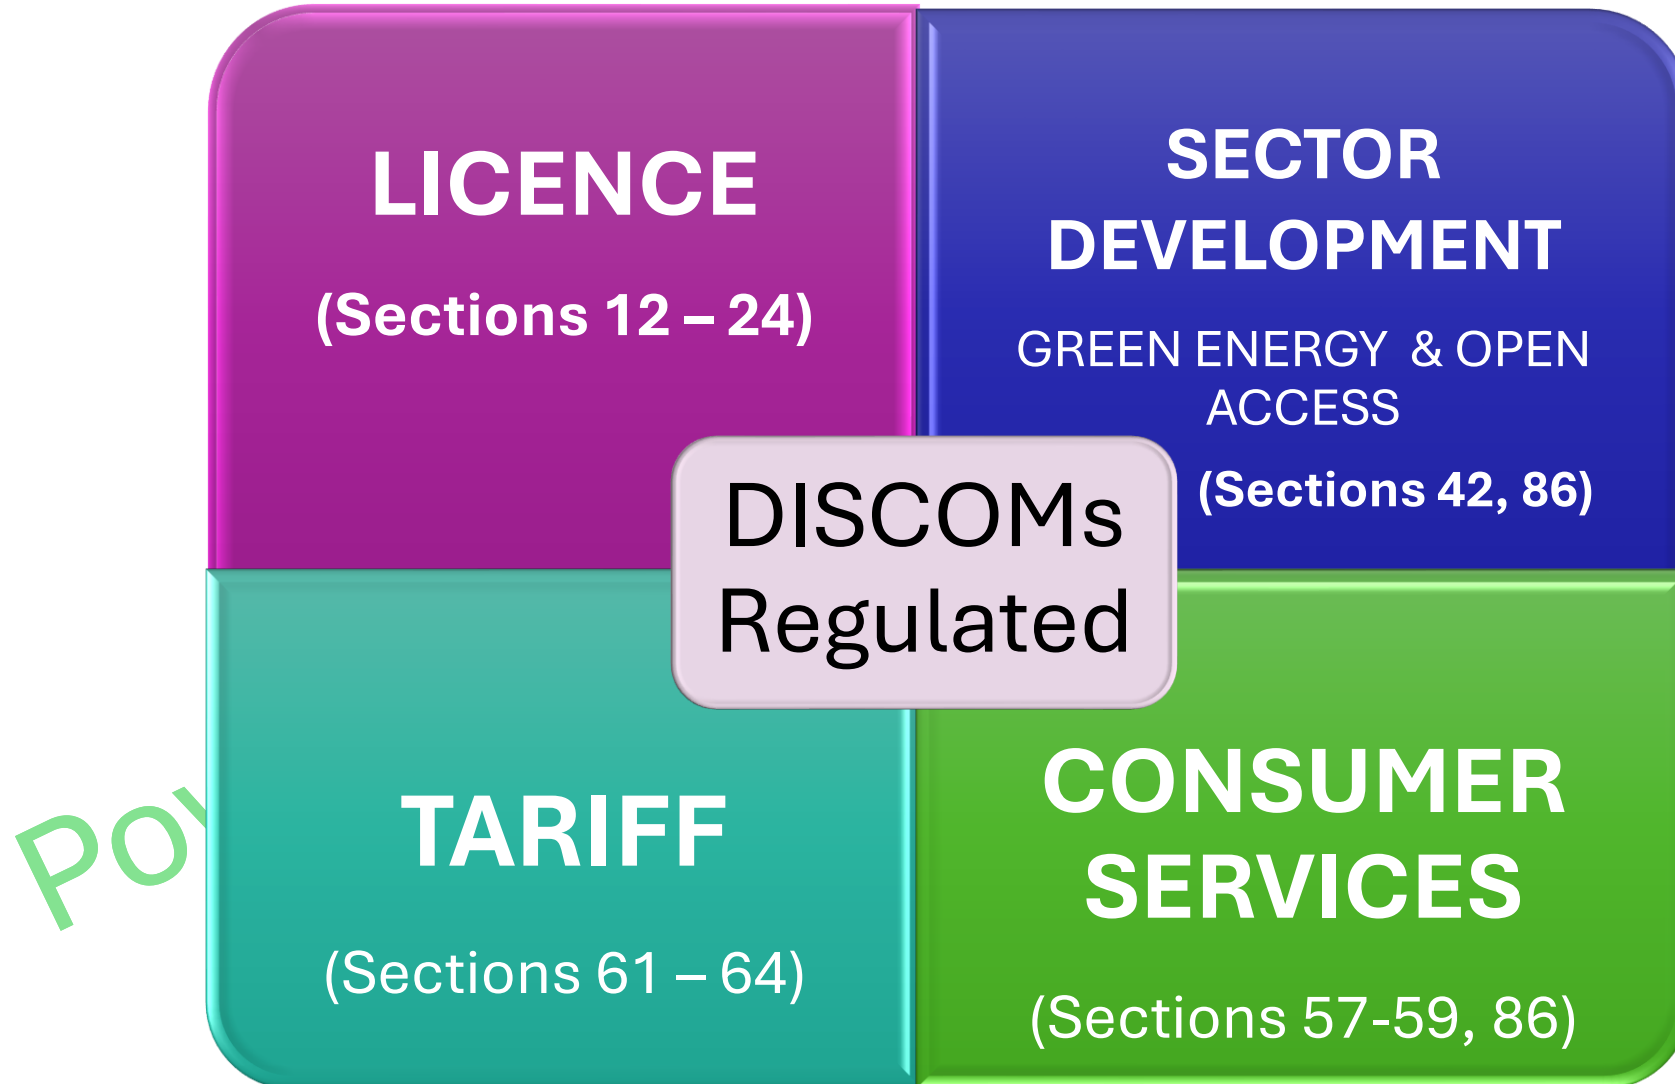 LICENCE
(Sections 12 – 24)
SECTOR
DEVELOPMENT
GREEN ENERGY & OPEN
ACCESS
(Sections 42, 86)
DISCOMs
Regulated
TARIFF
(Sections 61 – 64)
CONSUMER
SERVICES
(Sections 57-59, 86)